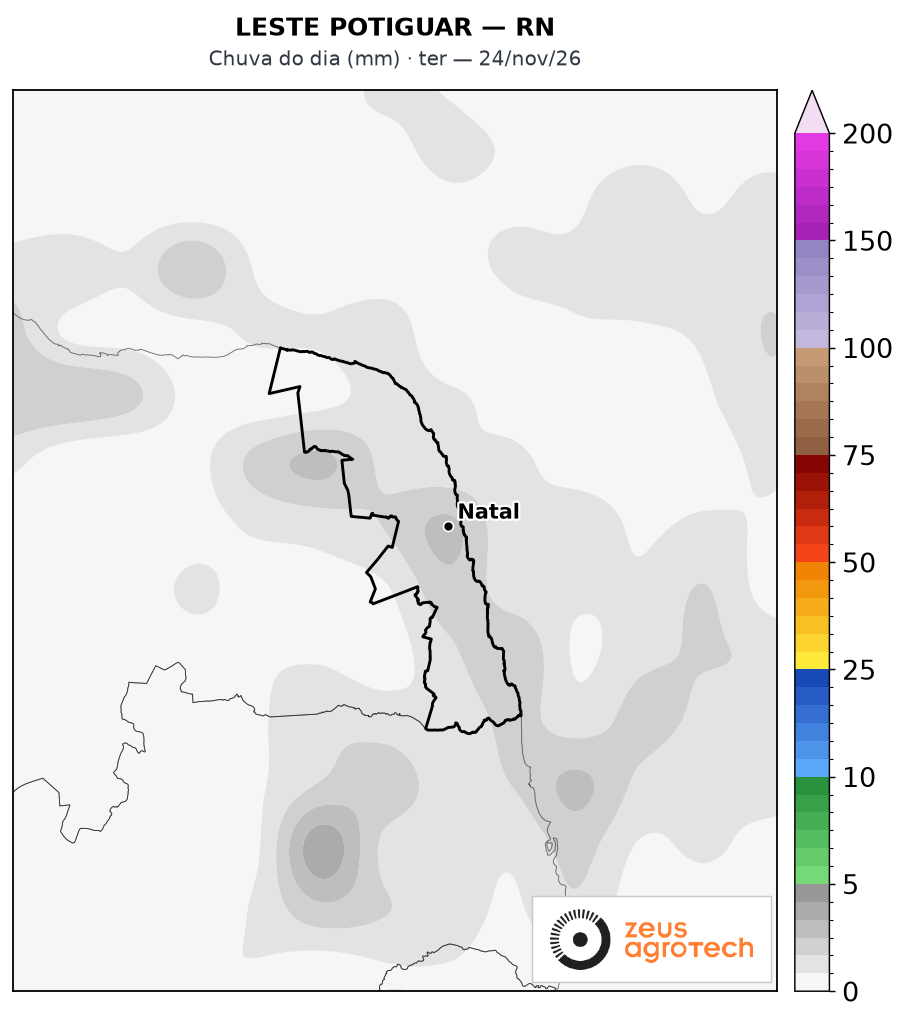 LESTE POTIGUAR — RN
Chuva do dia (mm) · ter — 24/nov/26
200
150
100
75
50
25
10
5
0
Natal
zeus
agrotech